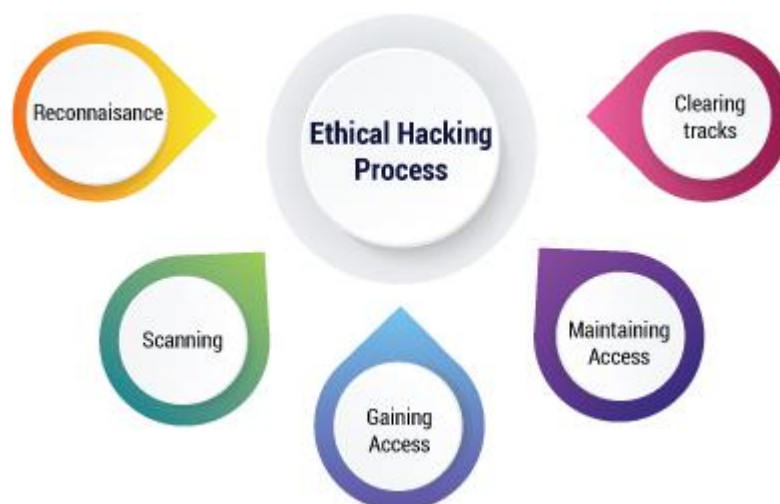 Ethical Hacking
Process
Reconnaisance
Scanning
Gaining
Access
Maintaining
Access
Clearing
tracks